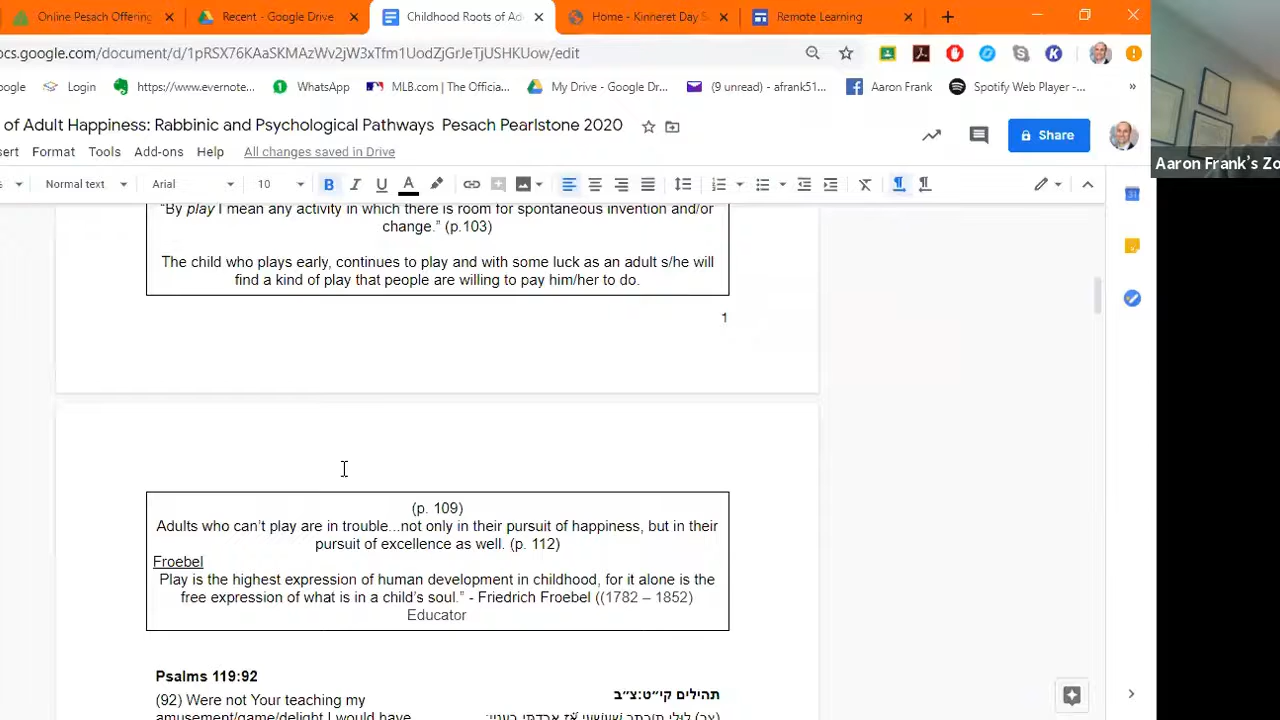 Online Pesach Offering
Recent - Google Drive
Childhood Roots of Ad
Home - Kinneret Day S
Remote Learning
ocs.google.com/document/d/1pRSX76KAaSKMAzWv2jW3xTfm1UodZjGrJeTjUSHKUow/edit
oogle
Login
http://www.evernote...
WhatsApp
MLB.com | The Officia...
My Drive - Google Dr...
(9 unread) - afrank51...
Aaron Frank
Spotify Web Player -...
»
of Adult Happiness: Rabbinic and Psychological Pathways Pesach Pearlstone 2020
Share
Aaron Frank's Zo
sert Format Tools Add-ons Help All changes saved in Drive
% Normal text Arial 10 B I U A
"By play I mean any activity in which there is room for spontaneous invention and/or
change." (p.103)
The child who plays early, continues to play and with some luck as an adult s/he will
find a kind of play that people are willing to pay him/her to do.
1
(p. 109)
Adults who can't play are in trouble...not only in their pursuit of happiness, but in their
pursuit of excellence as well. (p. 112)
Froebel
Play is the highest expression of human development in childhood, for it alone is the
free expression of what is in a child's soul." - Friedrich Froebel ((1782 – 1852)
Educator
Psalms 119:92
תהילים קי״ט:צ״ב
(92) Were not Your teaching my
amusement/game/delight I would have